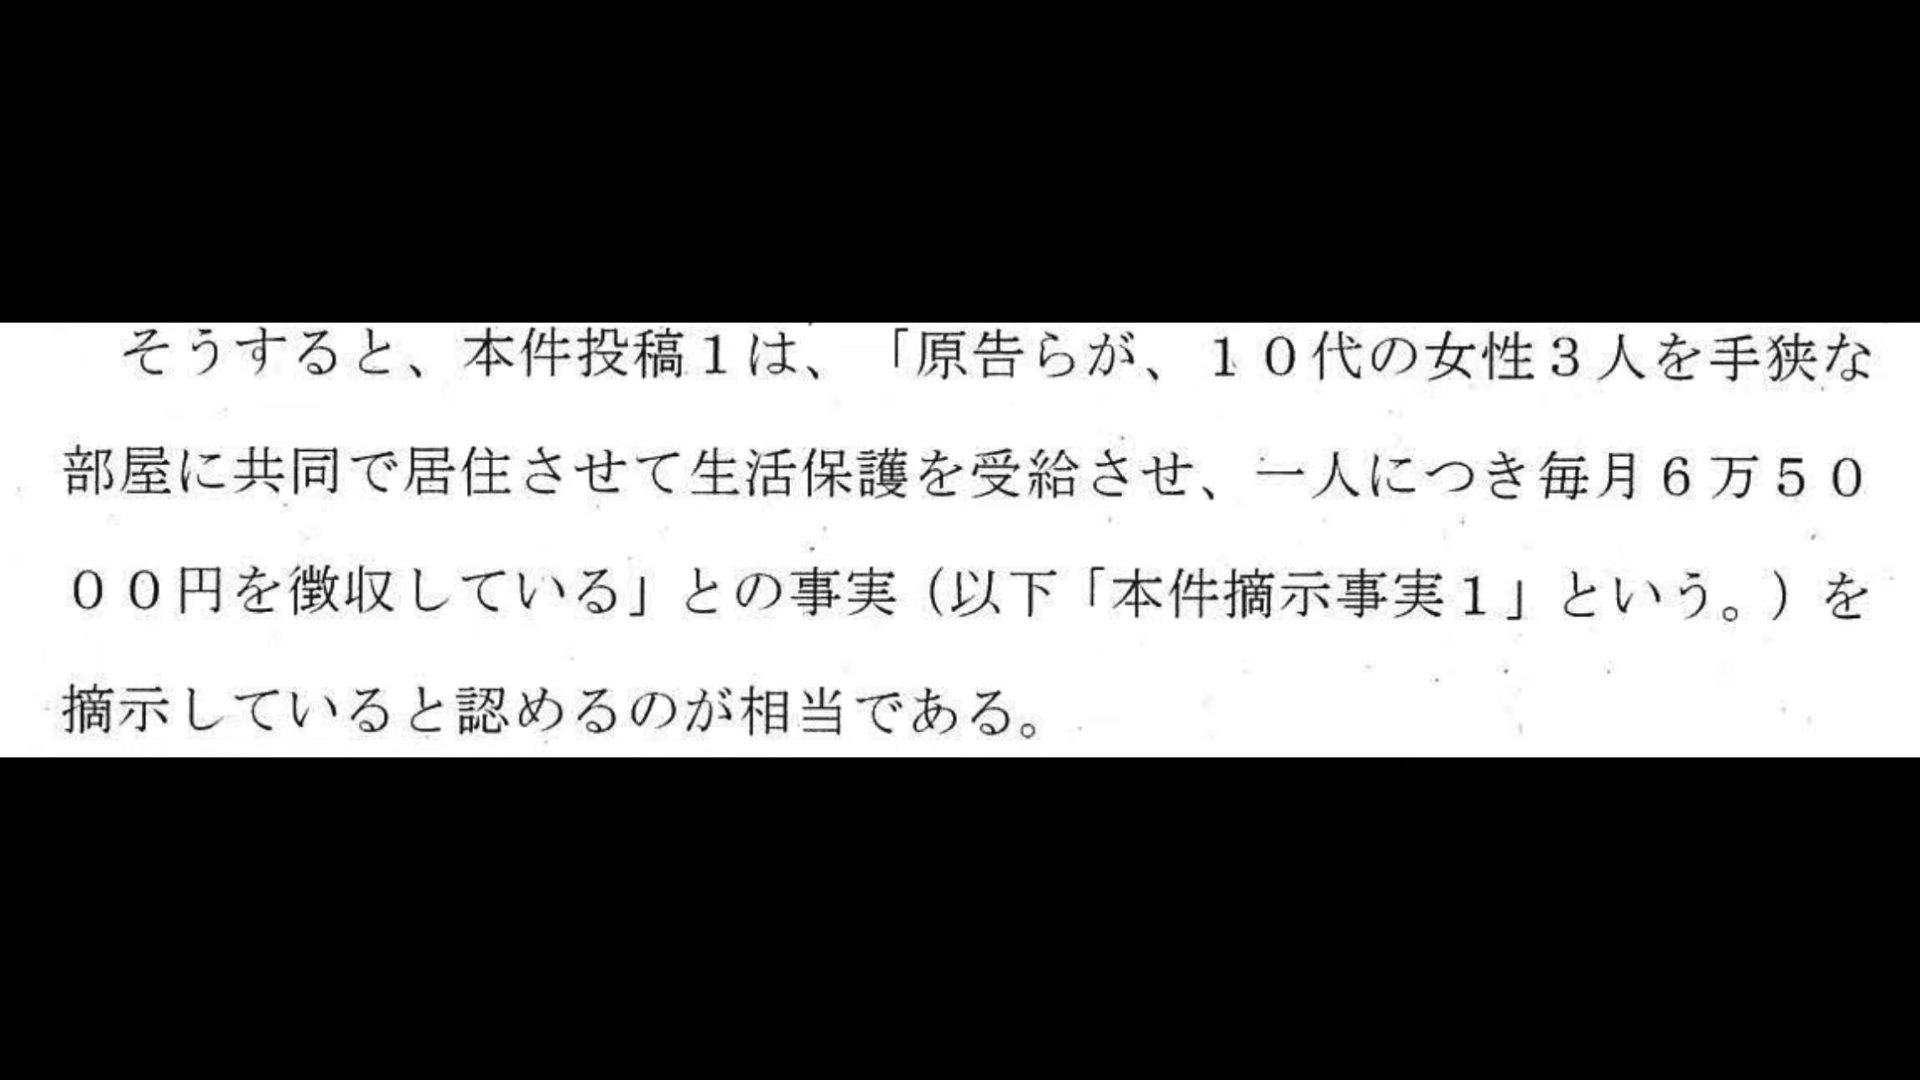 そうすると、本件投稿１は、「原告らが、１０代の女性３人を手狭な
部屋に共同で居住させて生活保護を受給させ、一人につき毎月６万５０
００円を徴収している」との事実（以下「本件摘示事実１」という。）を
摘示していると認めるのが相当である。